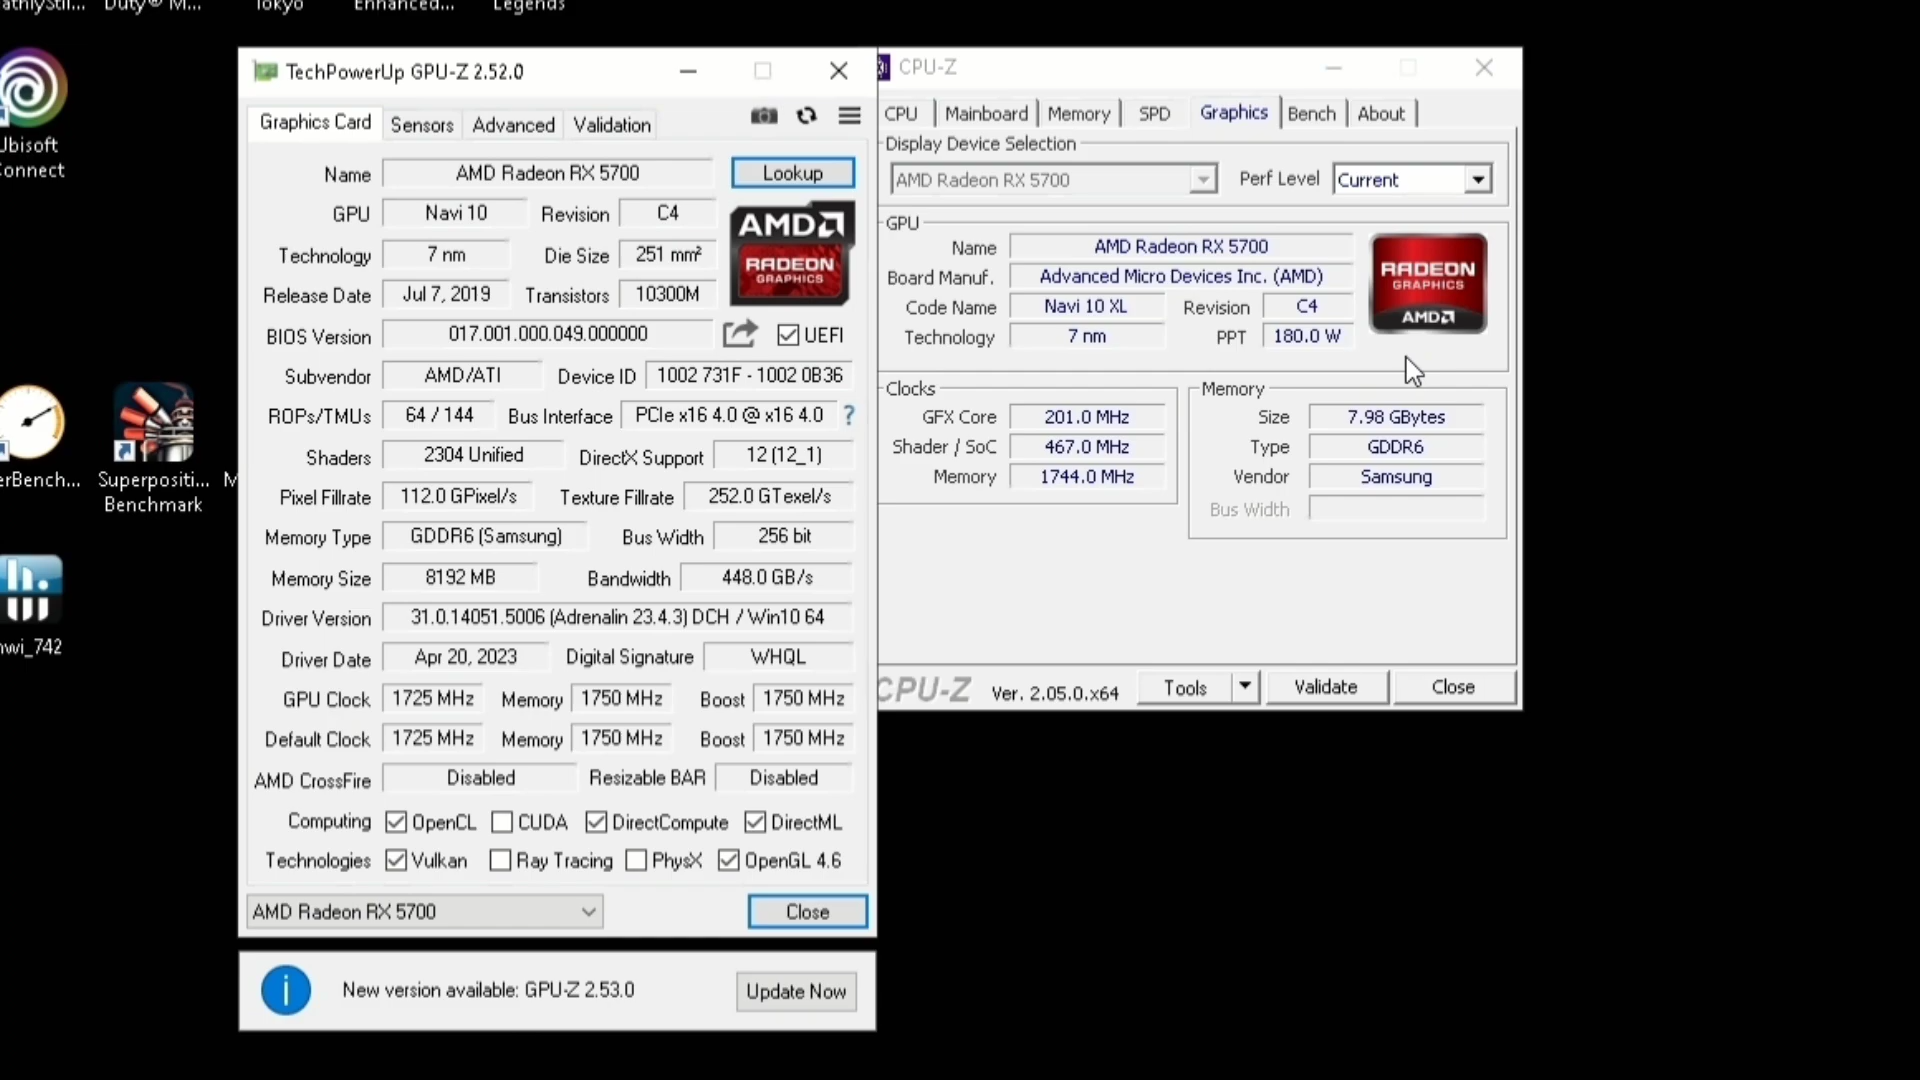 Duty® M...
Tokyo
Enhanced...
Legends
Ubisoft
Connect
Superpositi...
Benchmark
TechPowerUp GPU-Z 2.52.0
Graphics Card
Sensors
Advanced
Validation
Name AMD Radeon RX 5700 Lookup
GPU Navi 10 Revision C4
Technology 7 nm Die Size 251 mm²
Release Date Jul 7, 2019 Transistors 10300M
BIOS Version 017.001.000.049.000000 UEFI
Subvendor AMD/ATI Device ID 1002 731F - 1002 0B36
ROPs/TMUs 64 / 144 Bus Interface PCIe x16 4.0 @ x16 4.0 ?
Shaders 2304 Unified DirectX Support 12 (12_1)
Pixel Fillrate 112.0 GPixel/s Texture Fillrate 252.0 GTexel/s
Memory Type GDDR6 (Samsung) Bus Width 256 bit
Memory Size 8192 MB Bandwidth 448.0 GB/s
Driver Version 31.0.14051.5006 (Adrenalin 23.4.3) DCH / Win10 64
Driver Date Apr 20, 2023 Digital Signature WHQL
GPU Clock 1725 MHz Memory 1750 MHz Boost 1750 MHz
Default Clock 1725 MHz Memory 1750 MHz Boost 1750 MHz
AMD CrossFire Disabled Resizable BAR Disabled
Computing OpenCL CUDA DirectCompute DirectML
Technologies Vulkan Ray Tracing PhysX OpenGL 4.6
AMD Radeon RX 5700 Close
New version available: GPU-Z 2.53.0 Update Now
AMD
RADEON
GRAPHICS
CPU-Z
CPU Mainboard Memory SPD Graphics Bench About
Display Device Selection
AMD Radeon RX 5700 Perf Level Current
GPU
Name AMD Radeon RX 5700
Board Manuf. Advanced Micro Devices Inc. (AMD)
Code Name Navi 10 XL Revision C4
Technology 7 nm PPT 180.0 W
RADEON
GRAPHICS
AMD
Clocks
GFX Core 201.0 MHz
Shader / SoC 467.0 MHz
Memory 1744.0 MHz
Memory
Size 7.98 GBytes
Type GDDR6
Vendor Samsung
Bus Width
CPU-Z Ver. 2.05.0.x64 Tools Validate Close